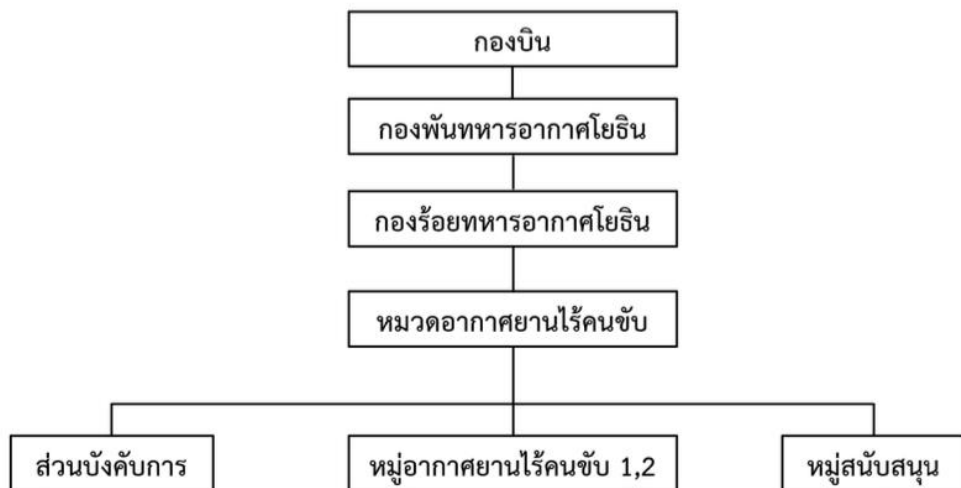 กองบิน
กองพันทหารอากาศโยธิน
กองร้อยทหารอากาศโยธิน
หมวดอากาศยานไร้คนขับ
ส่วนบังคับการ
หมู่อากาศยานไร้คนขับ 1,2
หมู่สนับสนุน